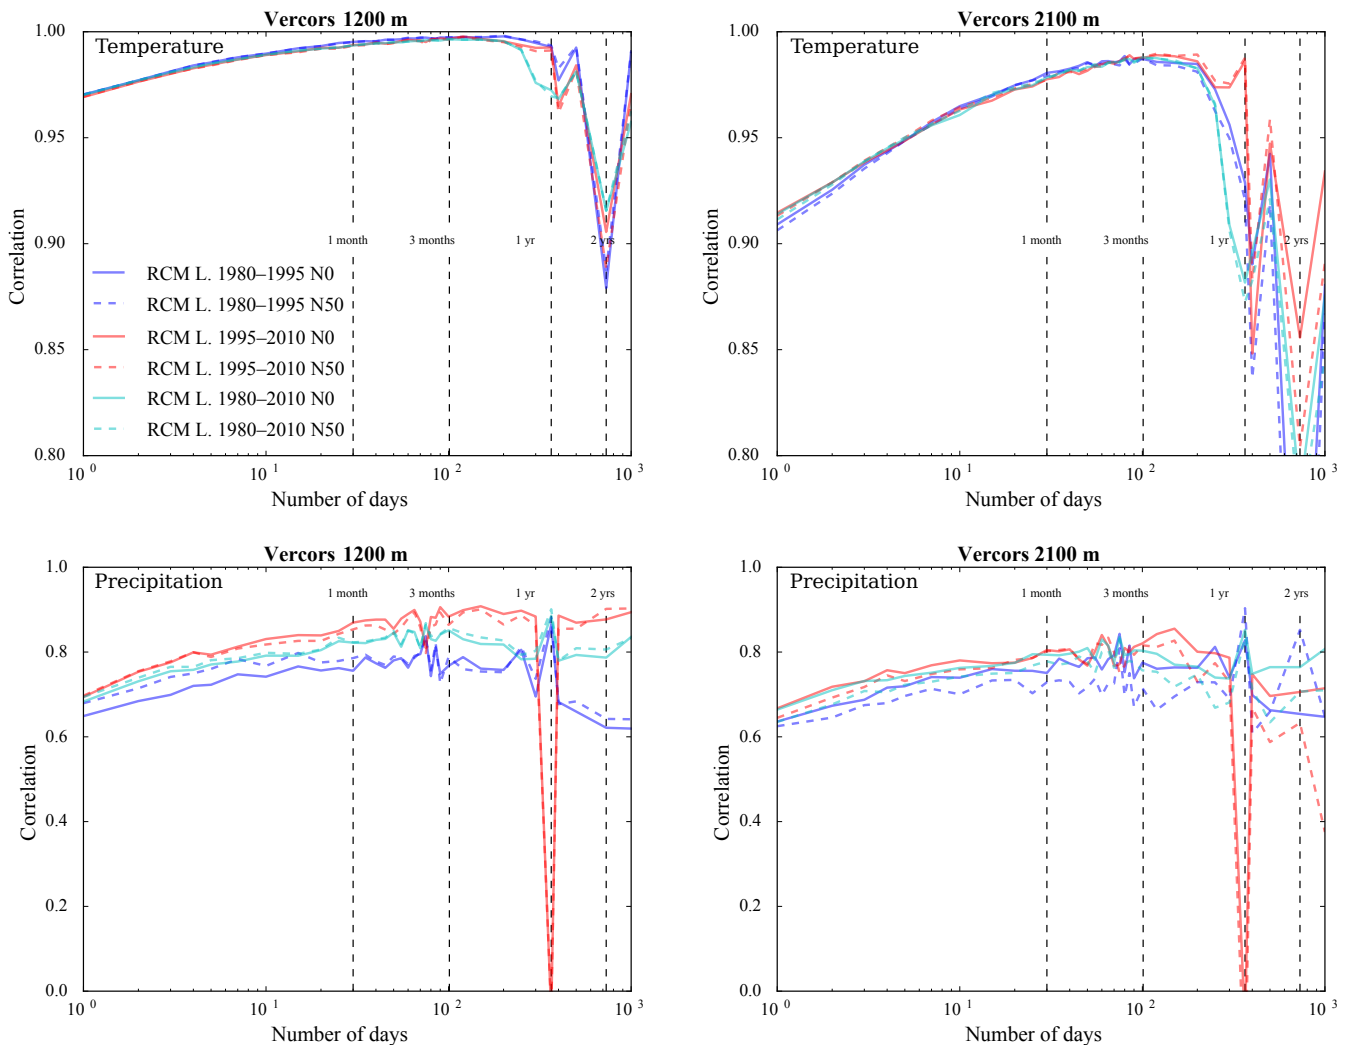 Vercors 1200 m
Temperature
1.00
0.95
0.90
0.85
0.80
Correlation
1 month
3 months
1 yr
2 yrs
RCM L. 1980–1995 N0
RCM L. 1980–1995 N50
RCM L. 1995–2010 N0
RCM L. 1995–2010 N50
RCM L. 1980–2010 N0
RCM L. 1980–2010 N50
10 0
10 1
10 2
10 3
Number of days
Vercors 2100 m
Temperature
1.00
0.95
0.90
0.85
0.80
Correlation
1 month
3 months
1 yr
2 yrs
10 0
10 1
10 2
10 3
Number of days
Vercors 1200 m
Precipitation
1.0
0.8
0.6
0.4
0.2
0.0
Correlation
1 month
3 months
1 yr
2 yrs
10 0
10 1
10 2
10 3
Number of days
Vercors 2100 m
Precipitation
1.0
0.8
0.6
0.4
0.2
0.0
Correlation
1 month
3 months
1 yr
2 yrs
10 0
10 1
10 2
10 3
Number of days